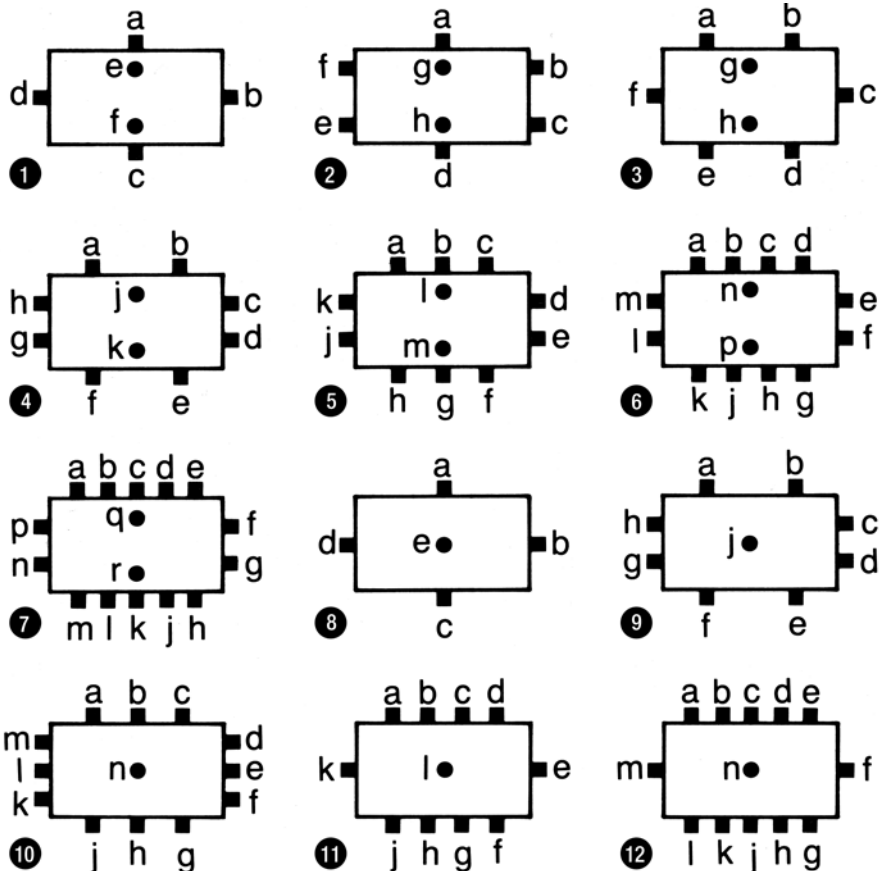 a
e
d b
f
c
1
a
f g b
e h c
d
2
a b
g
f c
h
e d
3
a b
h j c
g k d
f e
4
a b c
k l d
j m e
h g f
5
a b c d
m n e
l p f
k j h g
6
a b c d e
p q f
n r g
m l k j h
7
a
d e b
c
8
a b
h c
j
g d
f e
9
a b c
m d
l n e
k f
j h g
10
a b c d
k l e
j h g f
11
a b c d e
m n f
l k j h g
12